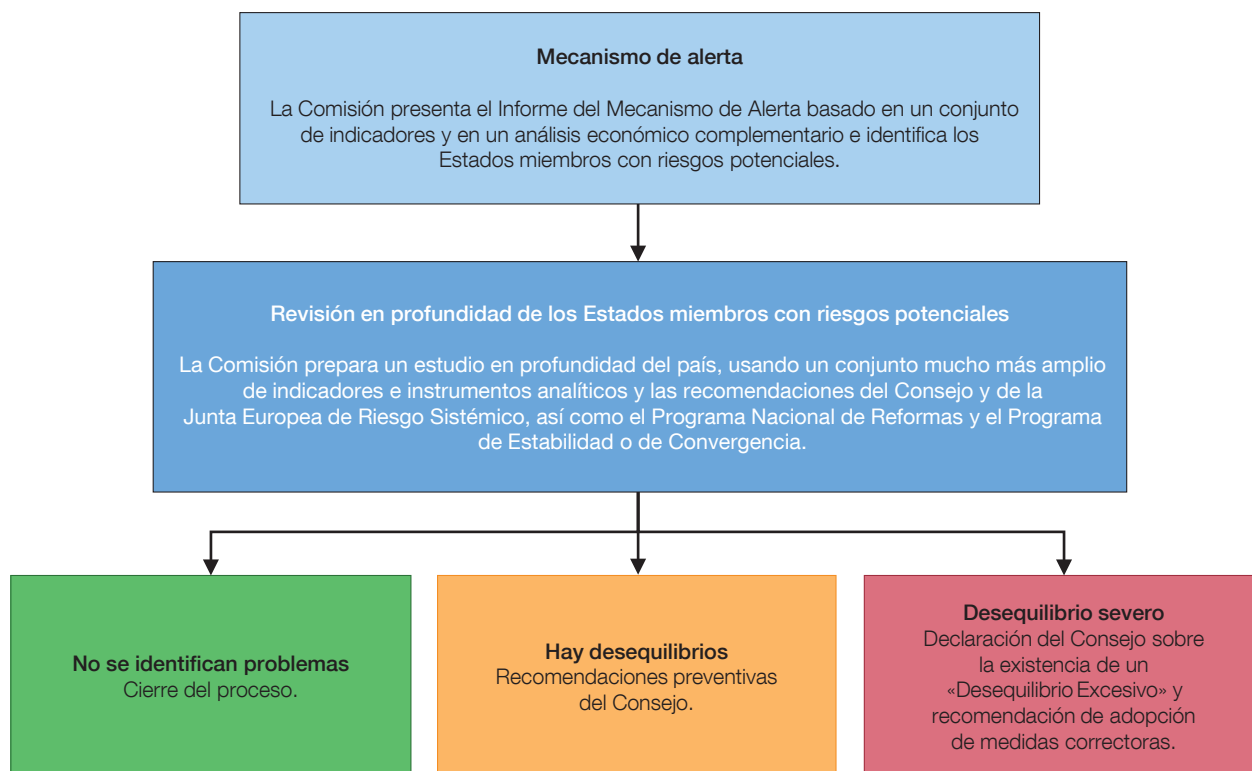 Mecanismo de alerta
La Comisión presenta el Informe del Mecanismo de Alerta basado en un conjunto
de indicadores y en un análisis económico complementario e identifica los
Estados miembros con riesgos potenciales.
Revisión en profundidad de los Estados miembros con riesgos potenciales
La Comisión prepara un estudio en profundidad del país, usando un conjunto mucho más amplio
de indicadores e instrumentos analíticos y las recomendaciones del Consejo y de la
Junta Europea de Riesgo Sistémico, así como el Programa Nacional de Reformas y el Programa
de Estabilidad o de Convergencia.
No se identifican problemas
Cierre del proceso.
Hay desequilibrios
Recomendaciones preventivas
del Consejo.
Desequilibrio severo
Declaración del Consejo sobre
la existencia de un
«Desequilibrio Excesivo» y
recomendación de adopción
de medidas correctoras.